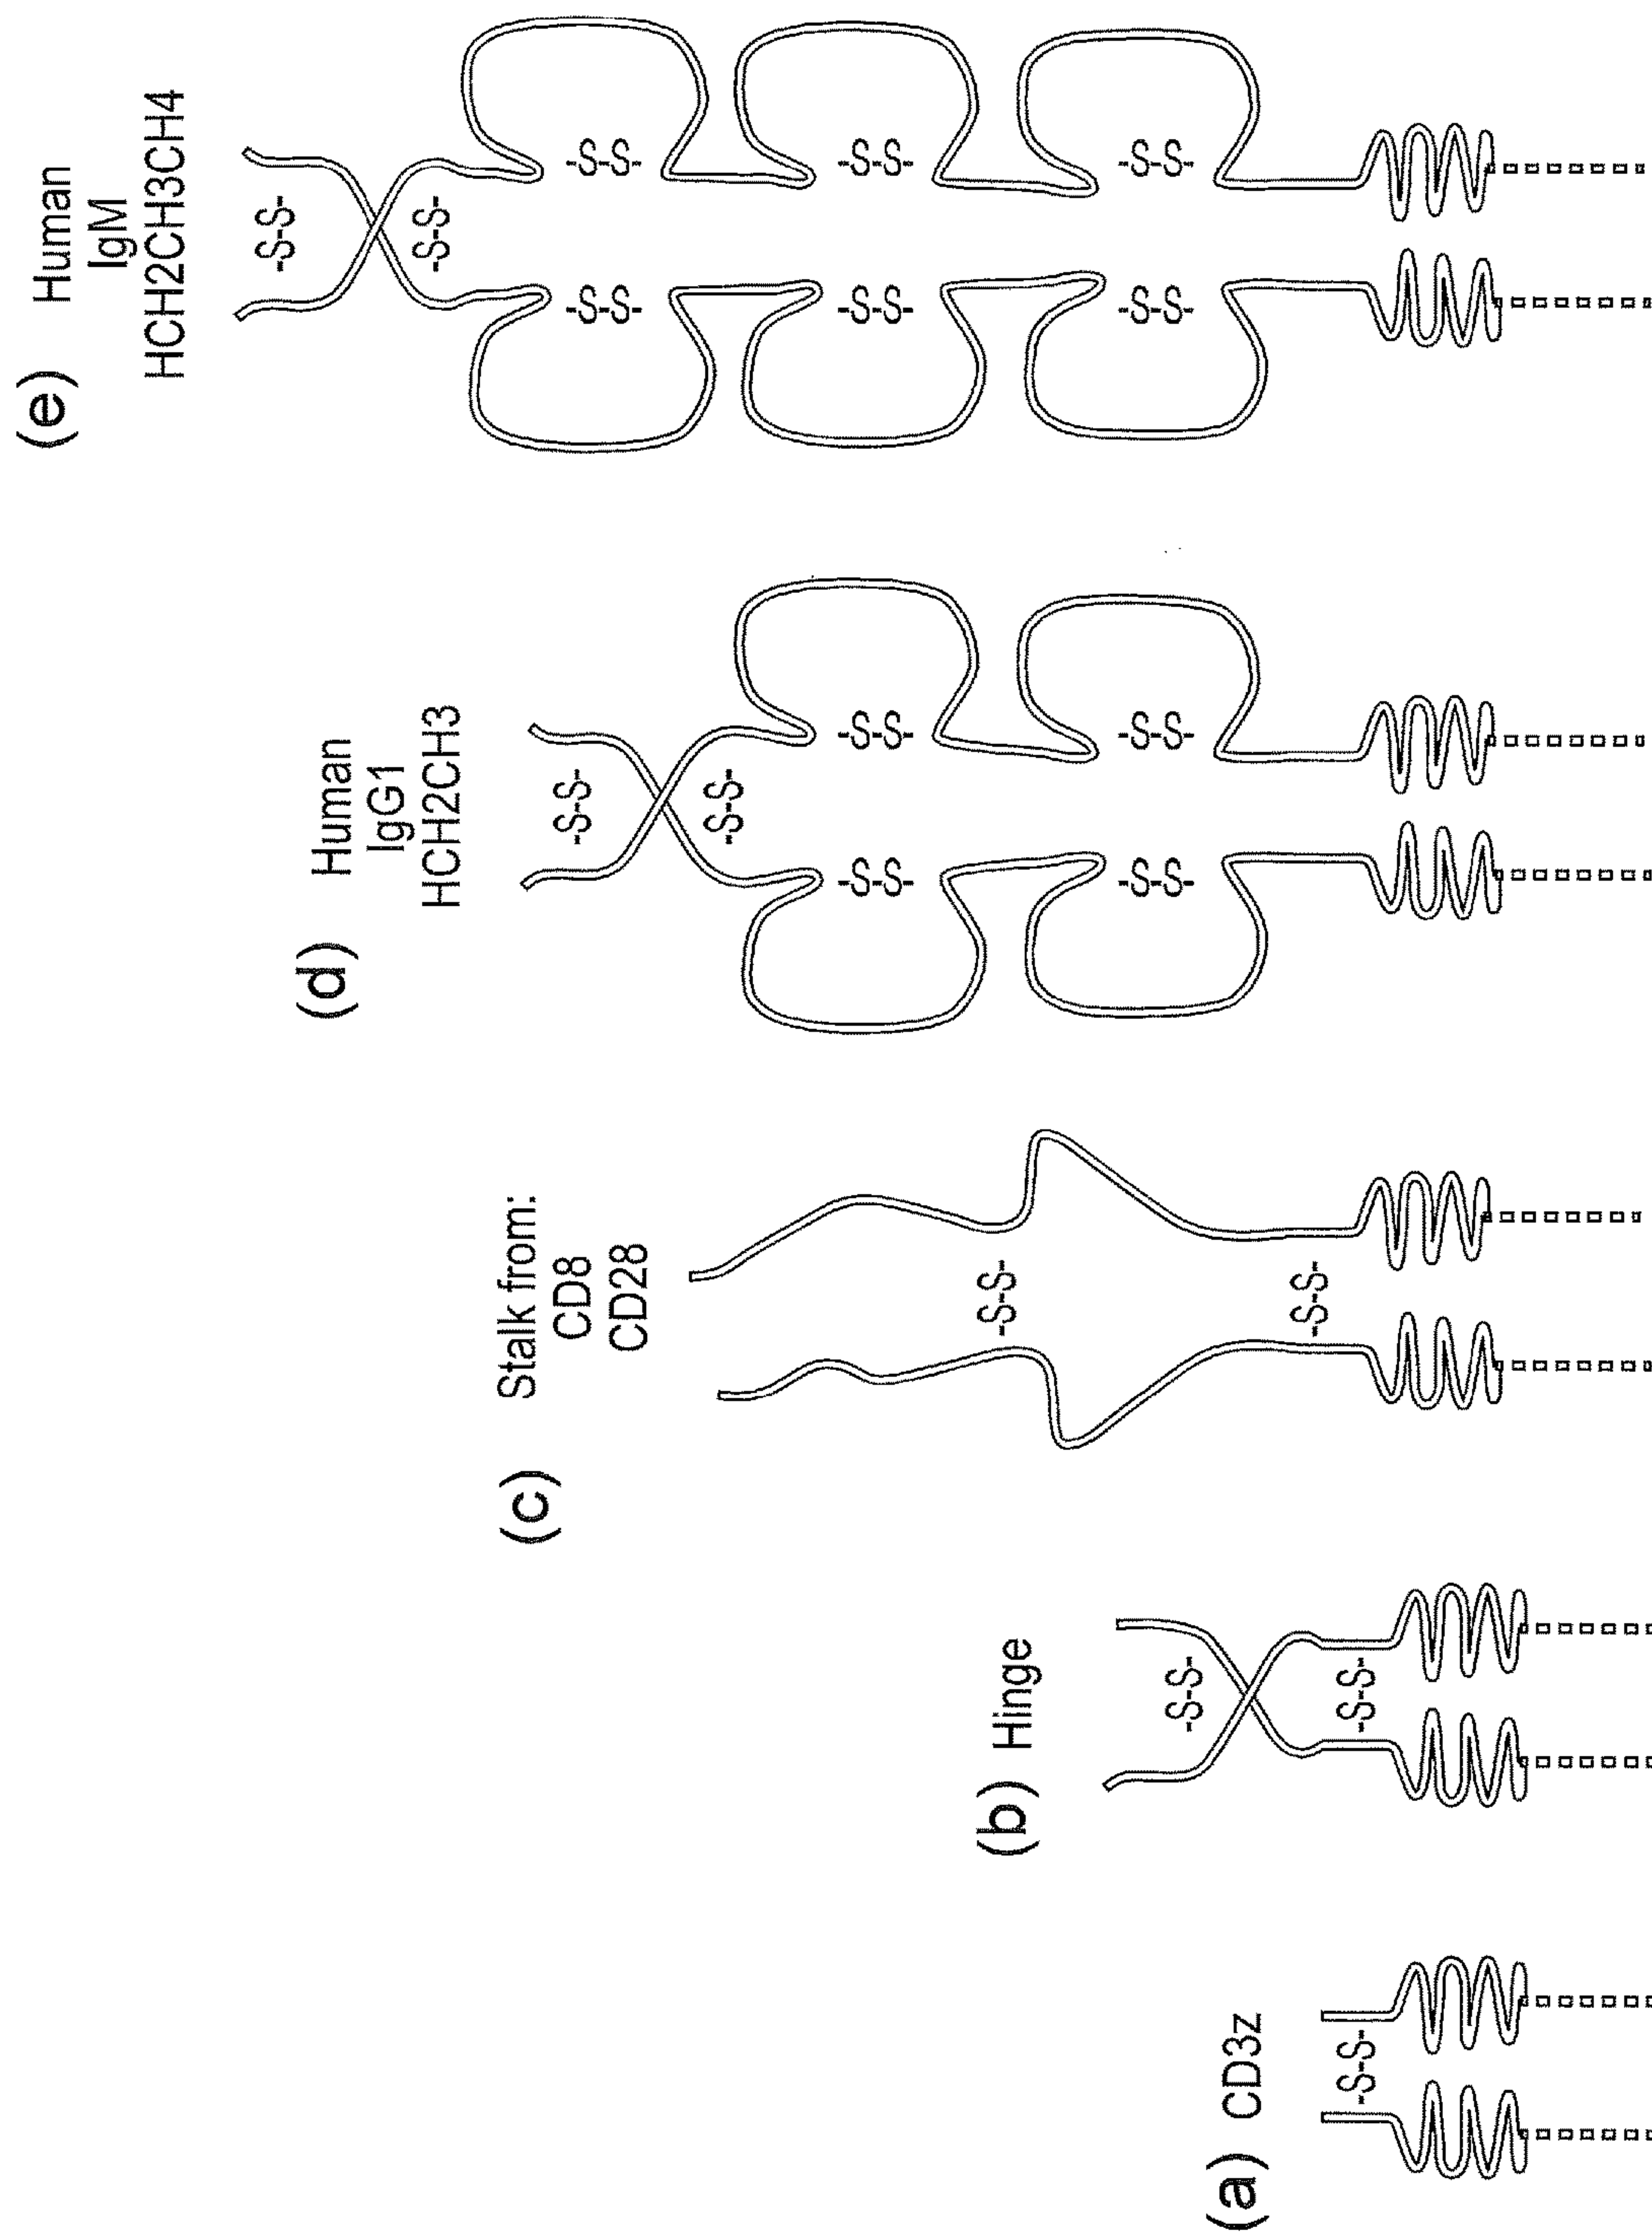 (a) CD3z
-S-S-
(b) Hinge
-S-S-
-S-S-
(c) Stalk from:
CD8
CD28
-S-S-
-S-S-
(d) Human
IgG1
HCH2CH3
-S-S-
-S-S-
-S-S- -S-S-
-S-S- -S-S-
(e) Human
IgM
HCH2CH3CH4
-S-S-
-S-S-
-S-S- -S-S-
-S-S- -S-S-
-S-S- -S-S-